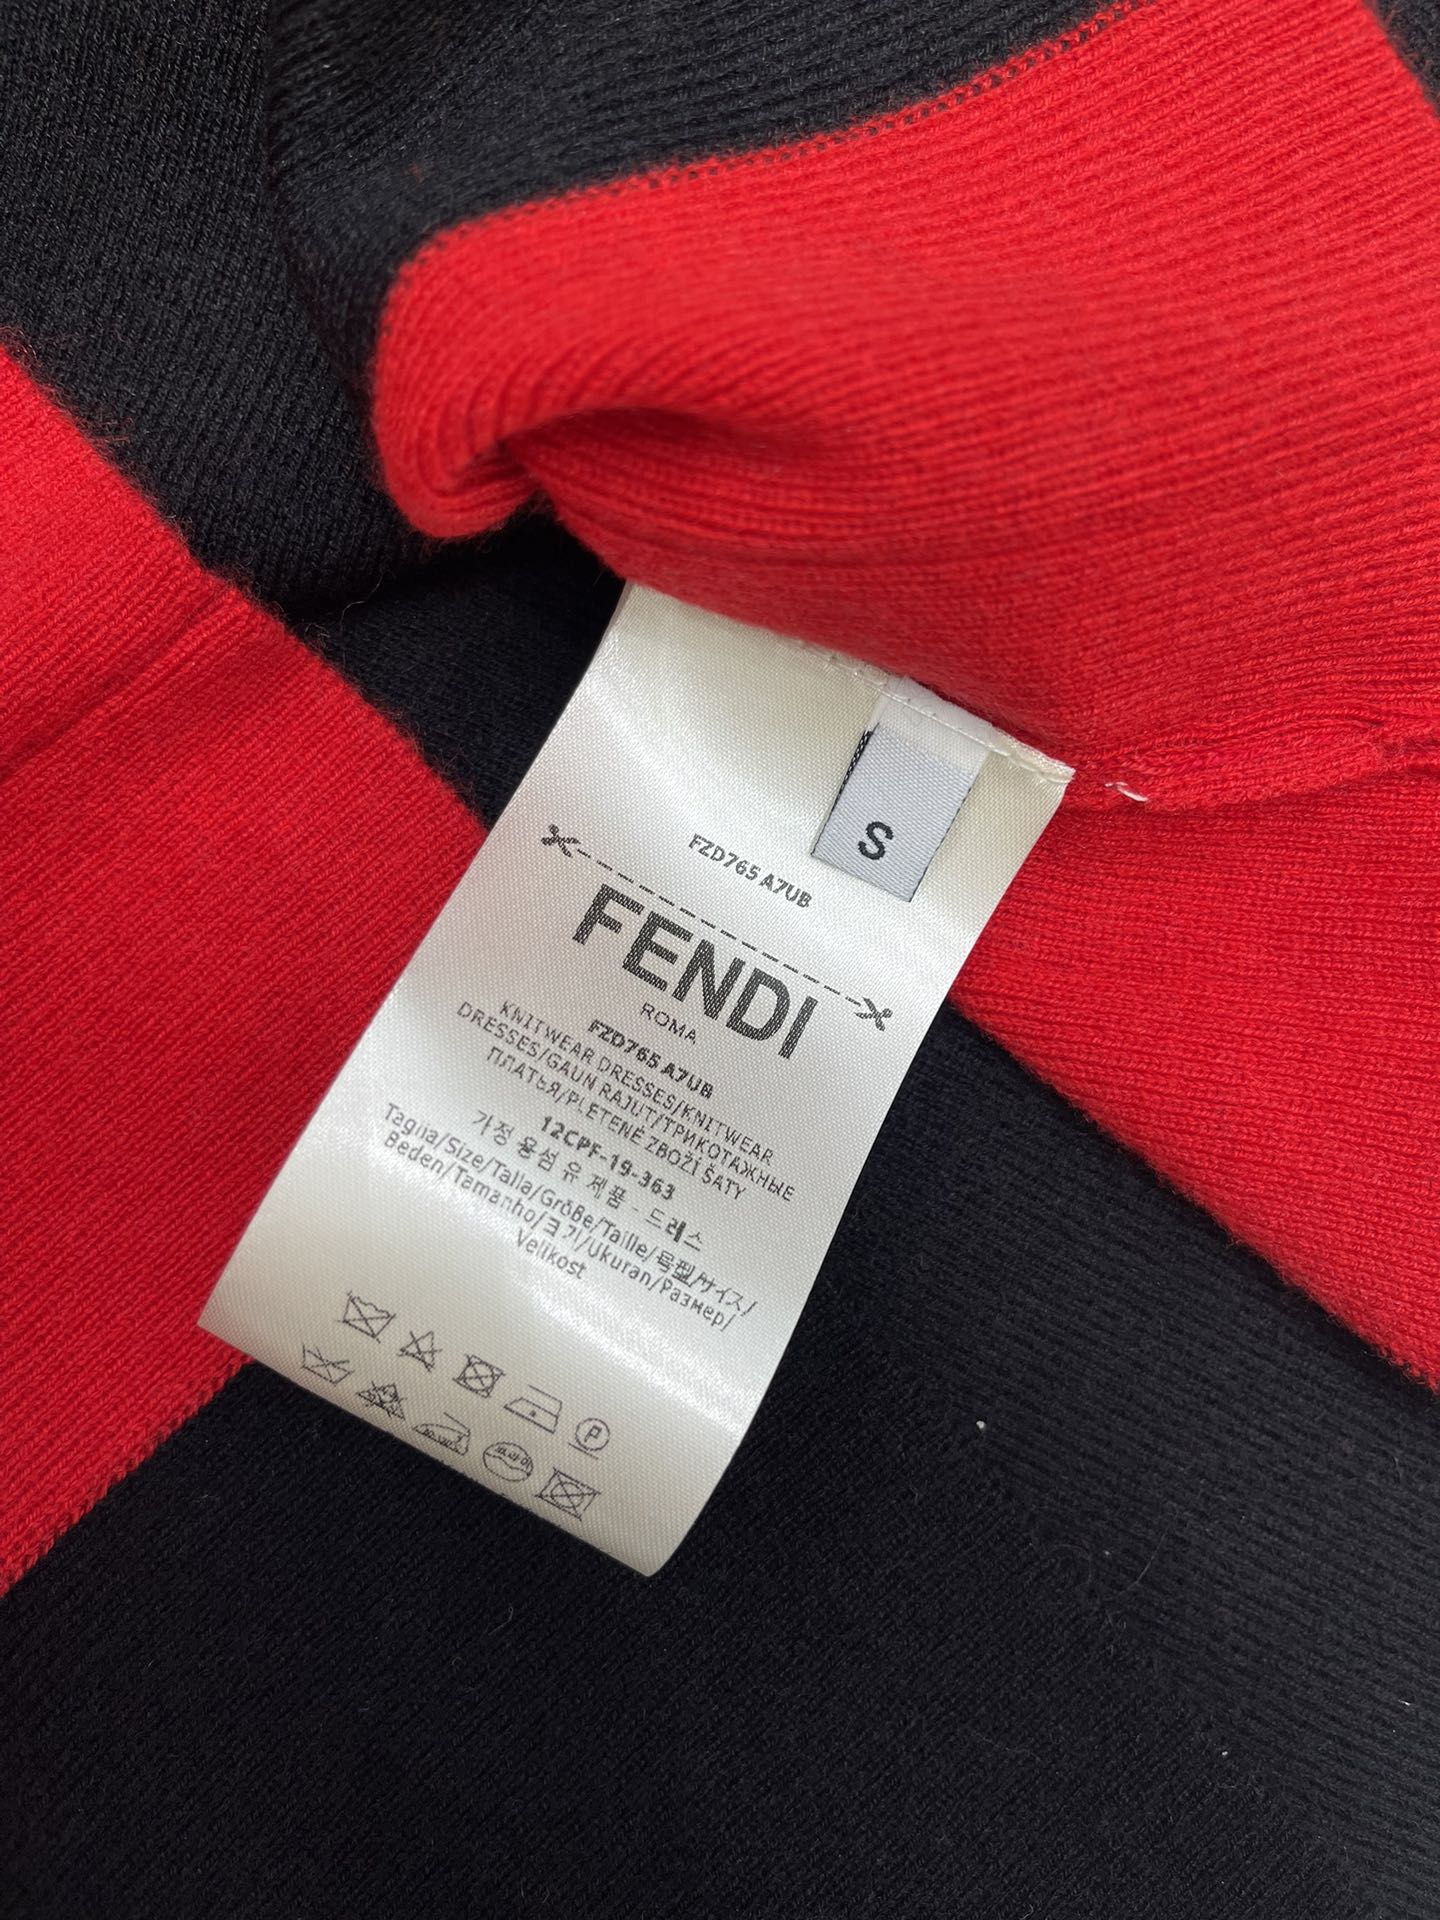 S
FZD765 A7UB
FENDI
ROMA
FZD765 A7UB
KNITWEAR DRESSES/KNITWEAR
DRESSES/GAUN RAJUT/ТРИКОТАЖНЫЕ
ПЛАТЬЯ/PLETENÉ ZBOŽÍ ŠATY
12CPF-19-363
가정 용 섬 유 제품 - 드레스
Taglia/Size/Talla/Größe/Taille/号型/サイズ/
Beden/Tamanho/크기/Ukuran/Размер/
Velikost
P